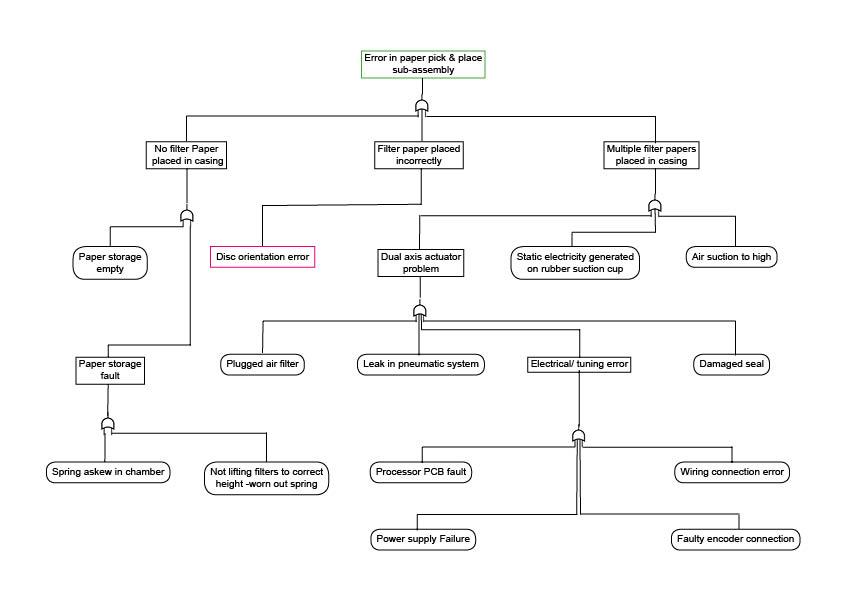 Error in paper pick & place
sub-assembly
No filter Paper
placed in casing
Filter paper placed
incorrectly
Multiple filter papers
placed in casing
Paper storage
empty
Disc orientation error
Dual axis actuator
problem
Static electricity generated
on rubber suction cup
Air suction to high
Paper storage
fault
Plugged air filter
Leak in pneumatic system
Electrical/ tuning error
Damaged seal
Spring askew in chamber
Not lifting filters to correct
height -worn out spring
Processor PCB fault
Wiring connection error
Power supply Failure
Faulty encoder connection